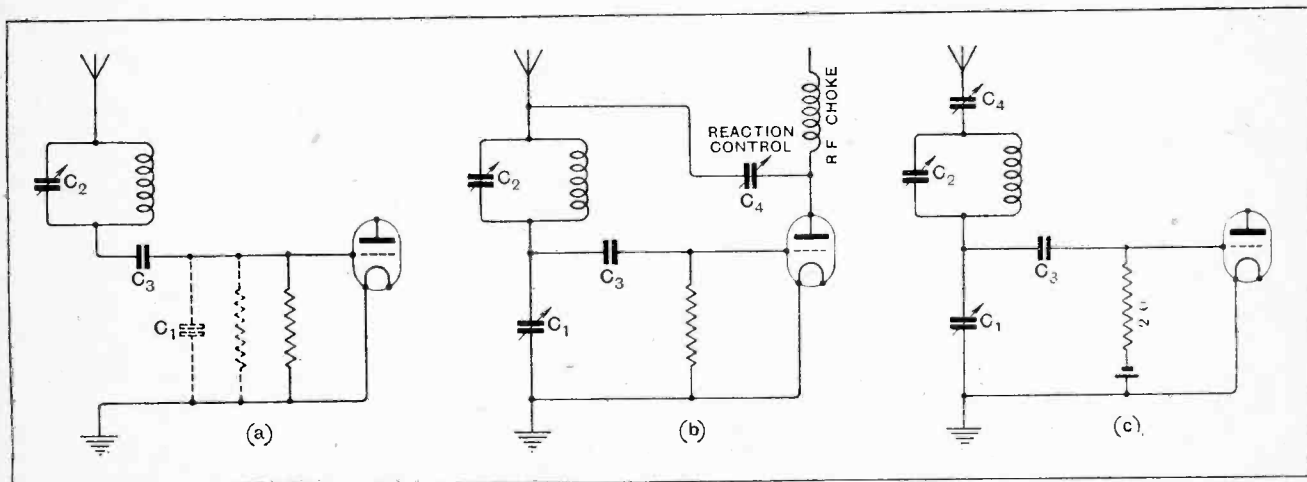 C2
C3
C1
(a)
REACTION
CONTROL
C4
RF CHOKE
C2
C3
C1
(b)
C4
C2
C3
C1
(c)